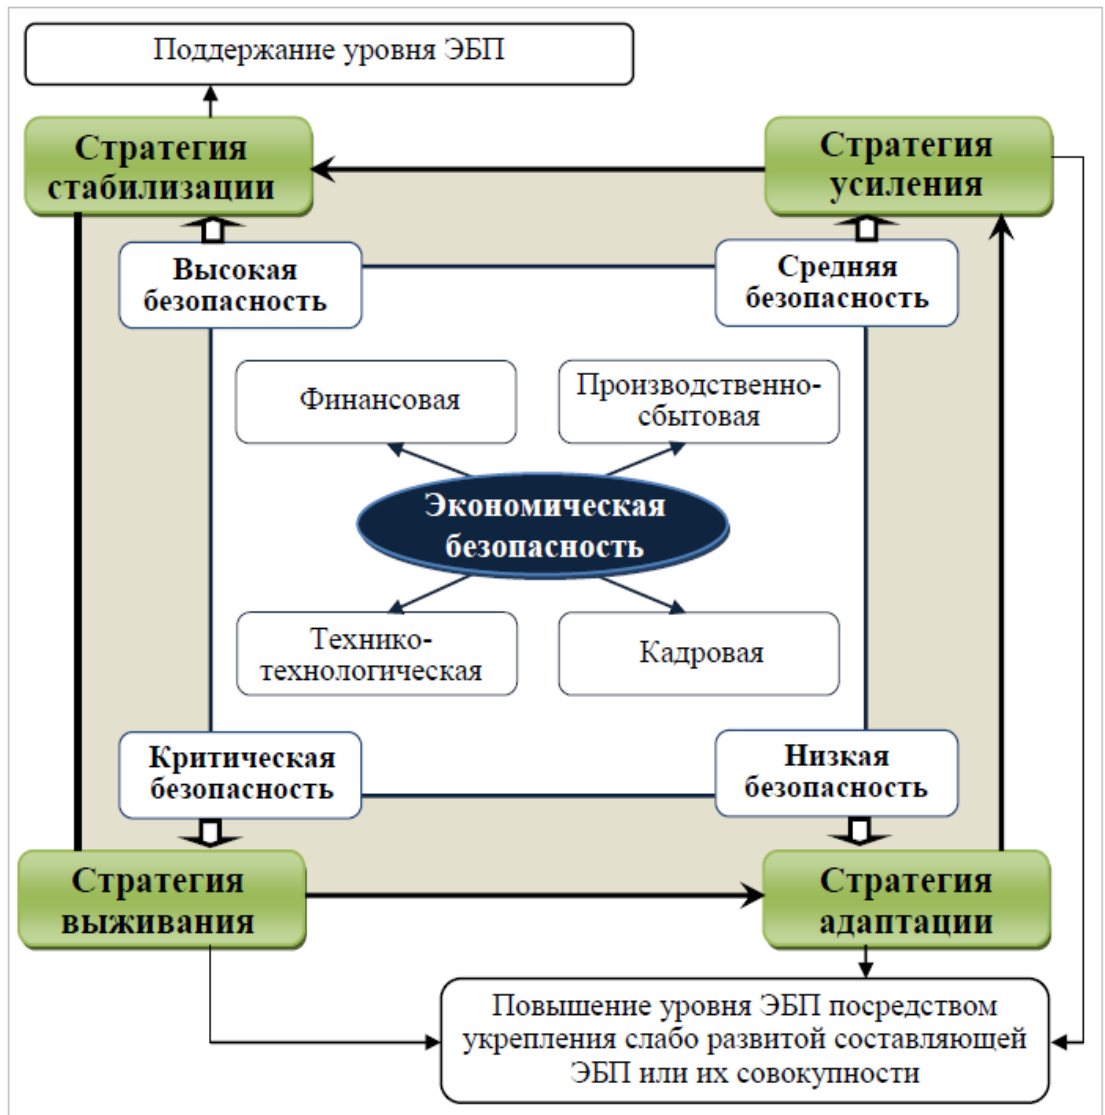 Поддержание уровня ЭБП
Стратегия
стабилизации
Стратегия
усиления
Высокая
безопасность
Средняя
безопасность
Финансовая
Производственно-
сбытовая
Экономическая
безопасность
Технико-
технологическая
Кадровая
Критическая
безопасность
Низкая
безопасность
Стратегия
выживания
Стратегия
адаптации
Повышение уровня ЭБП посредством
укрепления слабо развитой составляющей
ЭБП или их совокупности